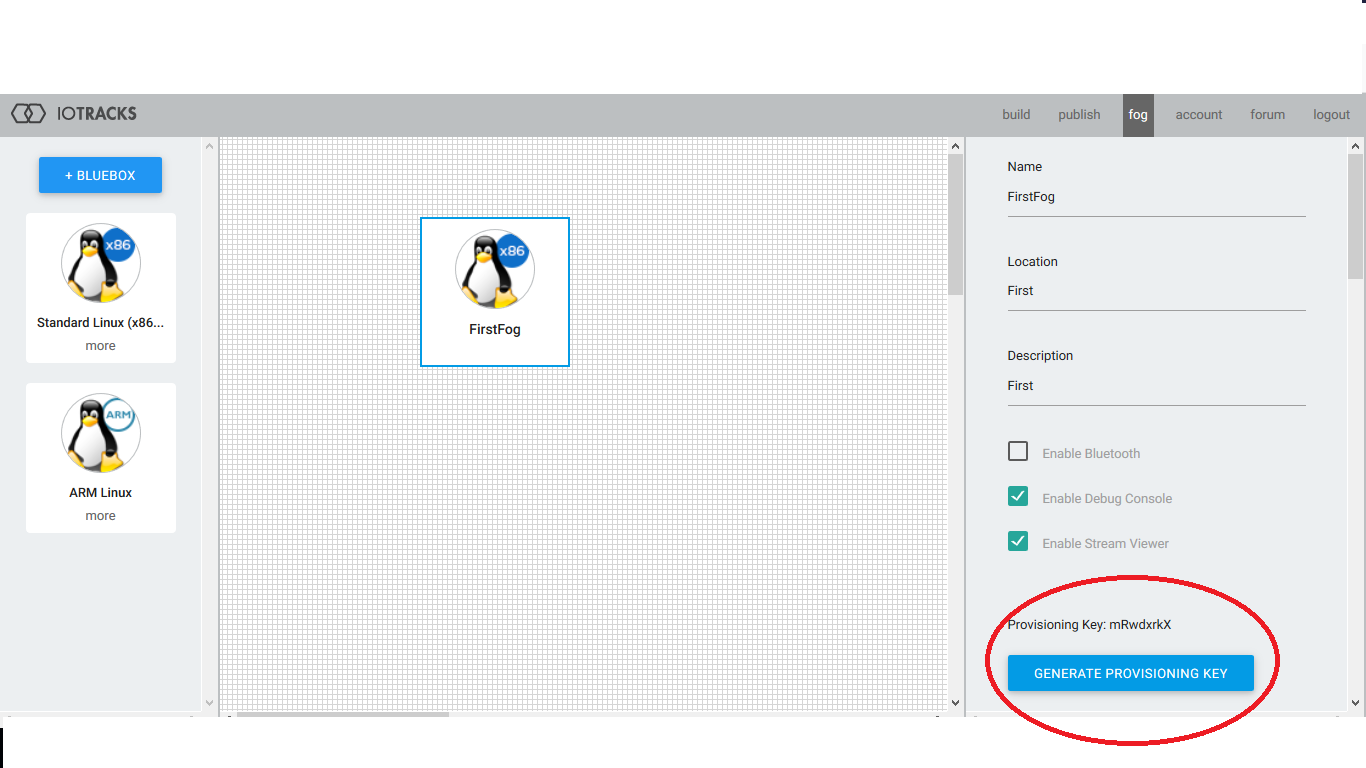 IOTRACKS
build publish fog account forum logout
+ BLUEBOX
x86
Standard Linux (x86...
more
ARM
ARM Linux
more
x86
FirstFog
Name
FirstFog
Location
First
Description
First
Enable Bluetooth
Enable Debug Console
Enable Stream Viewer
Provisioning Key: mRwdxrkX
GENERATE PROVISIONING KEY